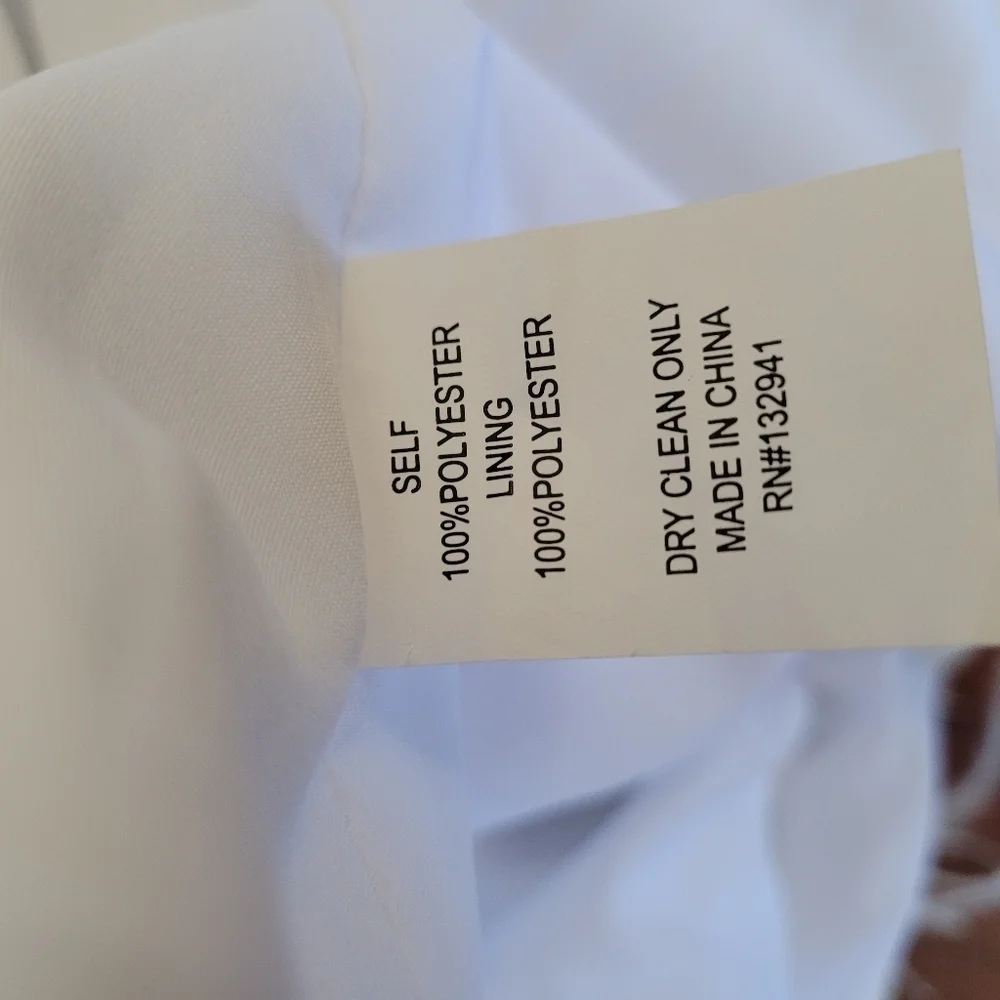 SELF
100%POLYESTER
LINING
100%POLYESTER
DRY CLEAN ONLY
MADE IN CHINA
RN#132941